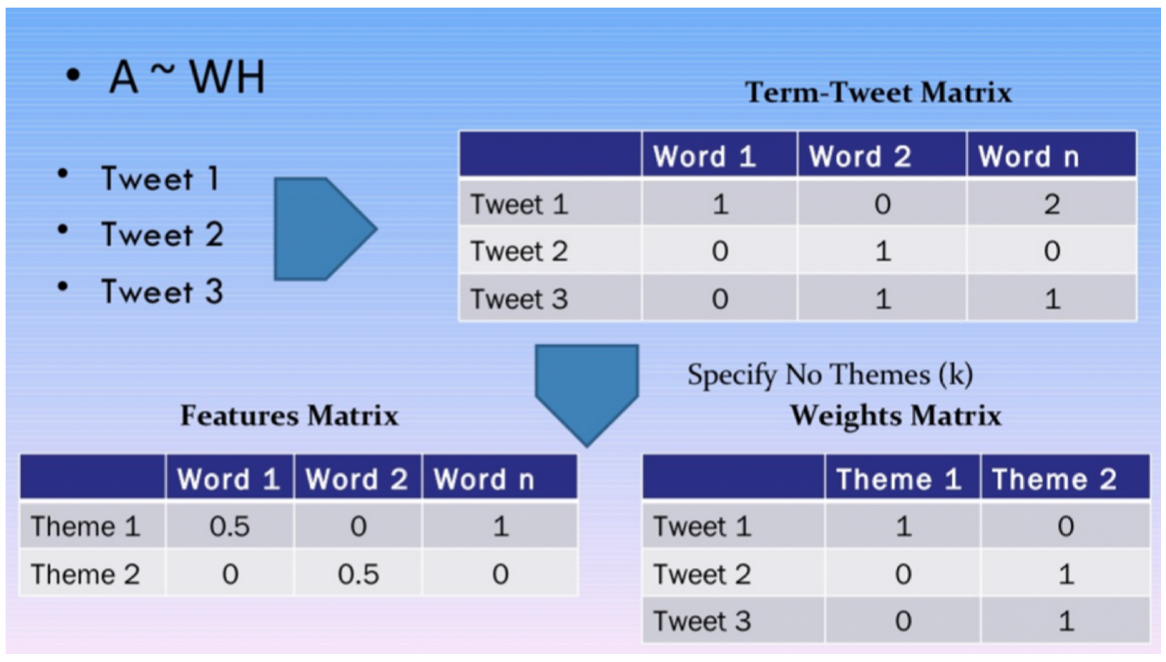 • A ~ WH
• Tweet 1
• Tweet 2
• Tweet 3
Term-Tweet Matrix
Word 1 Word 2 Word n
Tweet 1 1 0 2
Tweet 2 0 1 0
Tweet 3 0 1 1
Specify No Themes (k)
Features Matrix
Word 1 Word 2 Word n
Theme 1 0.5 0 1
Theme 2 0 0.5 0
Weights Matrix
Theme 1 Theme 2
Tweet 1 1 0
Tweet 2 0 1
Tweet 3 0 1